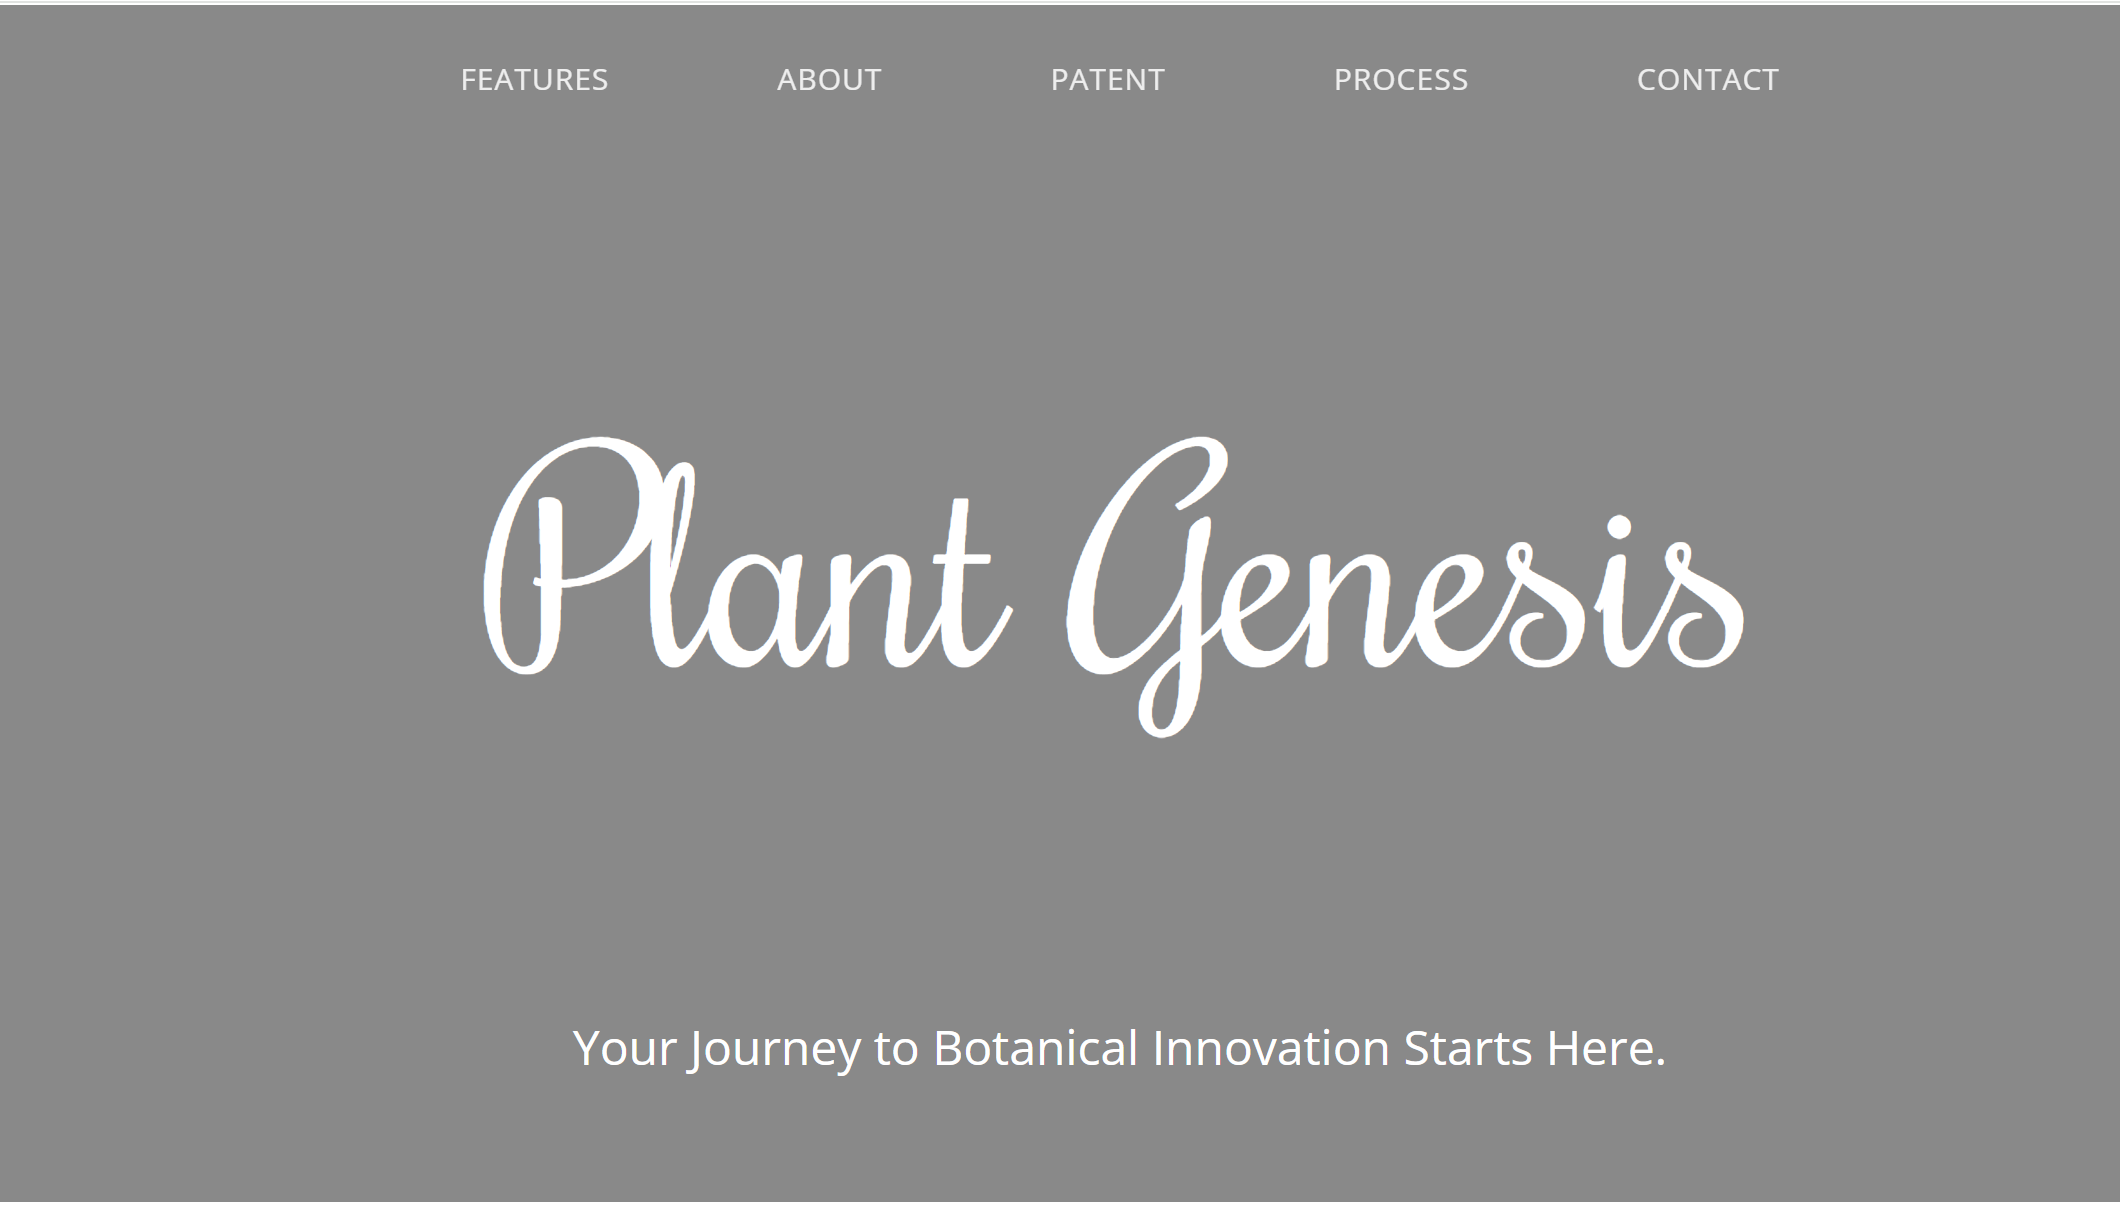 FEATURES ABOUT PATENT PROCESS CONTACT
Plant Genesis
Your Journey to Botanical Innovation Starts Here.